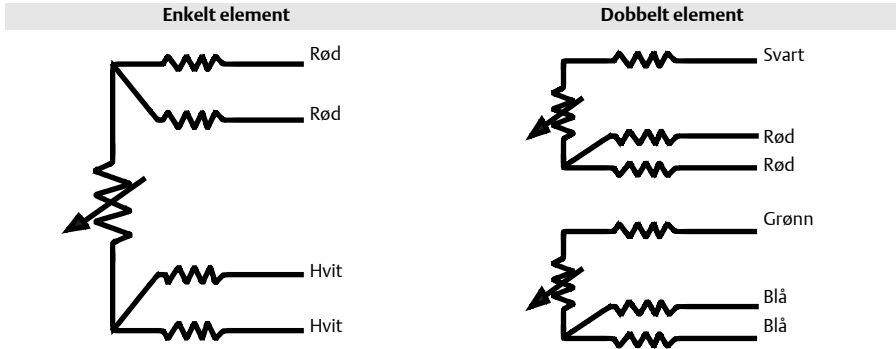 Enkelt element
Rød
Rød
Hvit
Hvit
Dobbelt element
Svart
Rød
Rød
Grønn
Blå
Blå